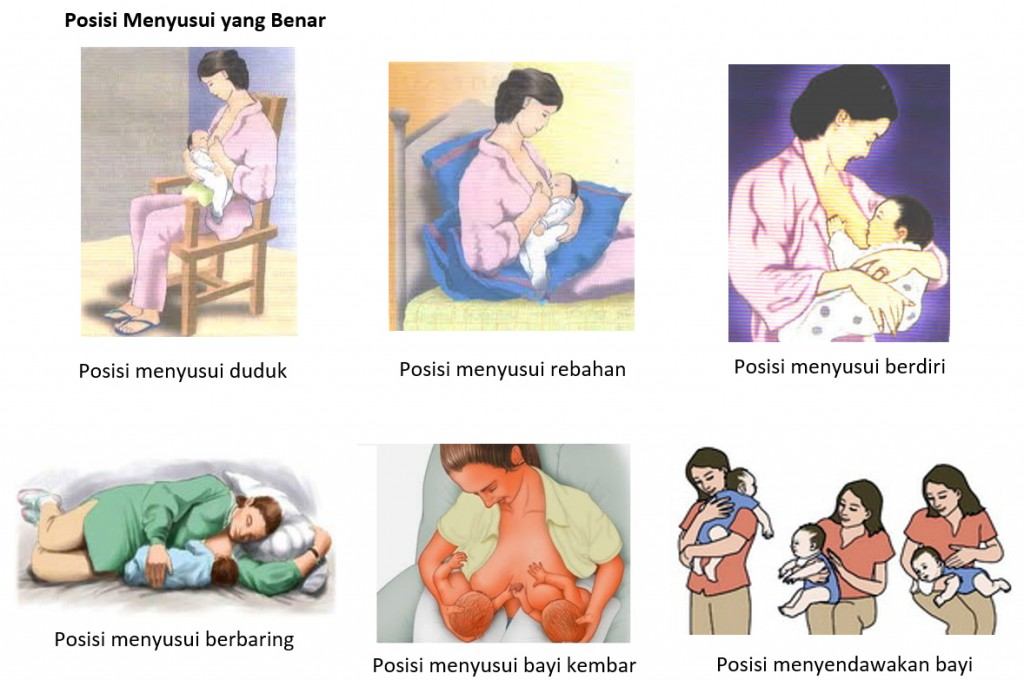 Posisi Menyusui yang Benar
Posisi menyusui duduk
Posisi menyusui rebahan
Posisi menyusui berdiri
Posisi menyusui berbaring
Posisi menyusui bayi kembar
Posisi menyendawakan bayi